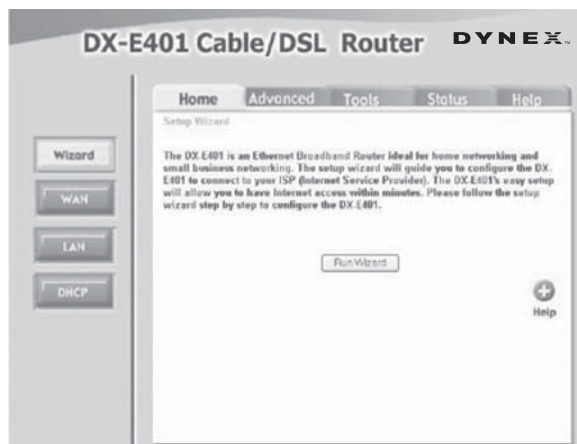 DX-E401 Cable/DSL Router
DYNEX™
Home
Advanced
Tools
Status
Help
Setup Wizard
Wizard
WAN
LAN
DHCP
The DX-E401 is an Ethernet Broadband Router ideal for home networking and
small business networking. The setup wizard will guide you to configure the DX-
E401 to connect to your ISP (Internet Service Provider). The DX-E401's easy setup
will allow you to have Internet access within minutes. Please follow the setup
wizard step by step to configure the DX-E401.
Run Wizard
Help